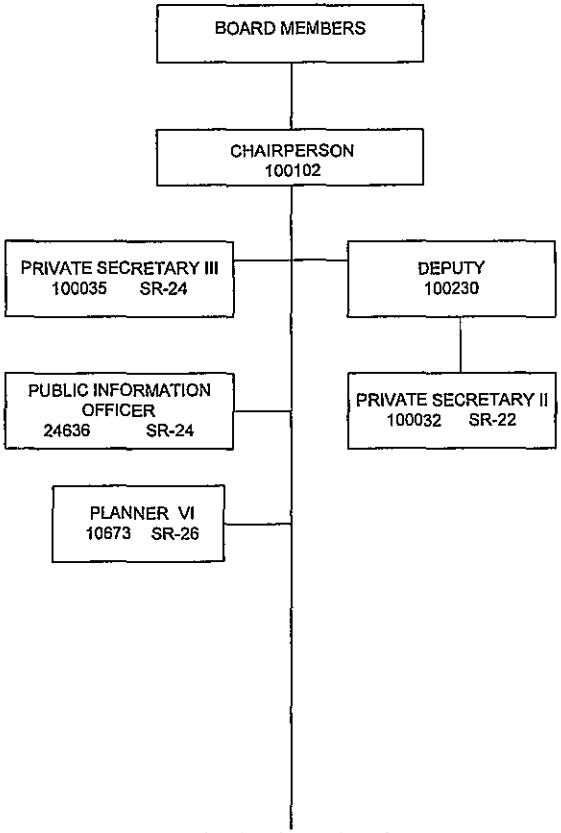 BOARD MEMBERS
CHAIRPERSON
100102
PRIVATE SECRETARY III
100035 SR-24
DEPUTY
100230
PUBLIC INFORMATION
OFFICER
24636 SR-24
PRIVATE SECRETARY II
100032 SR-22
PLANNER VI
10673 SR-26